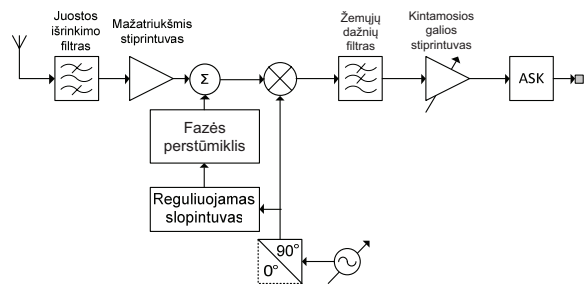 Juostos
išrinkimo
filtras
Mažatriukšmis
stiprintuvas
Žemųjų
dažnių
filtras
Kintamosios
galios
stiprintuvas
Σ
ASK
Fazės
perstūmiklis
Reguliuojamas
slopintuvas
90°
0°